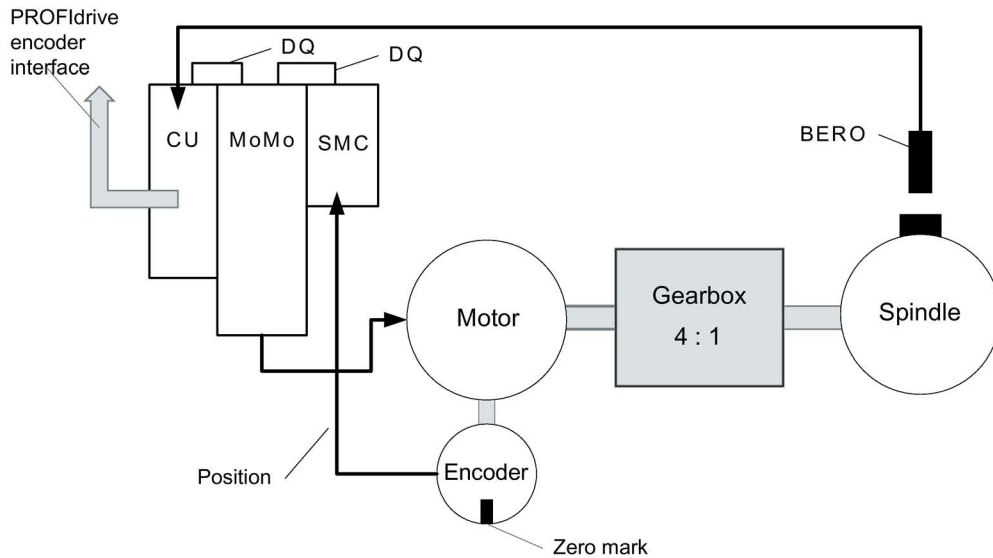 PROFIdrive
encoder
interface
DQ
DQ
CU
MoMo
SMC
BERO
Motor
Gearbox
4 : 1
Spindle
Position
Encoder
Zero mark